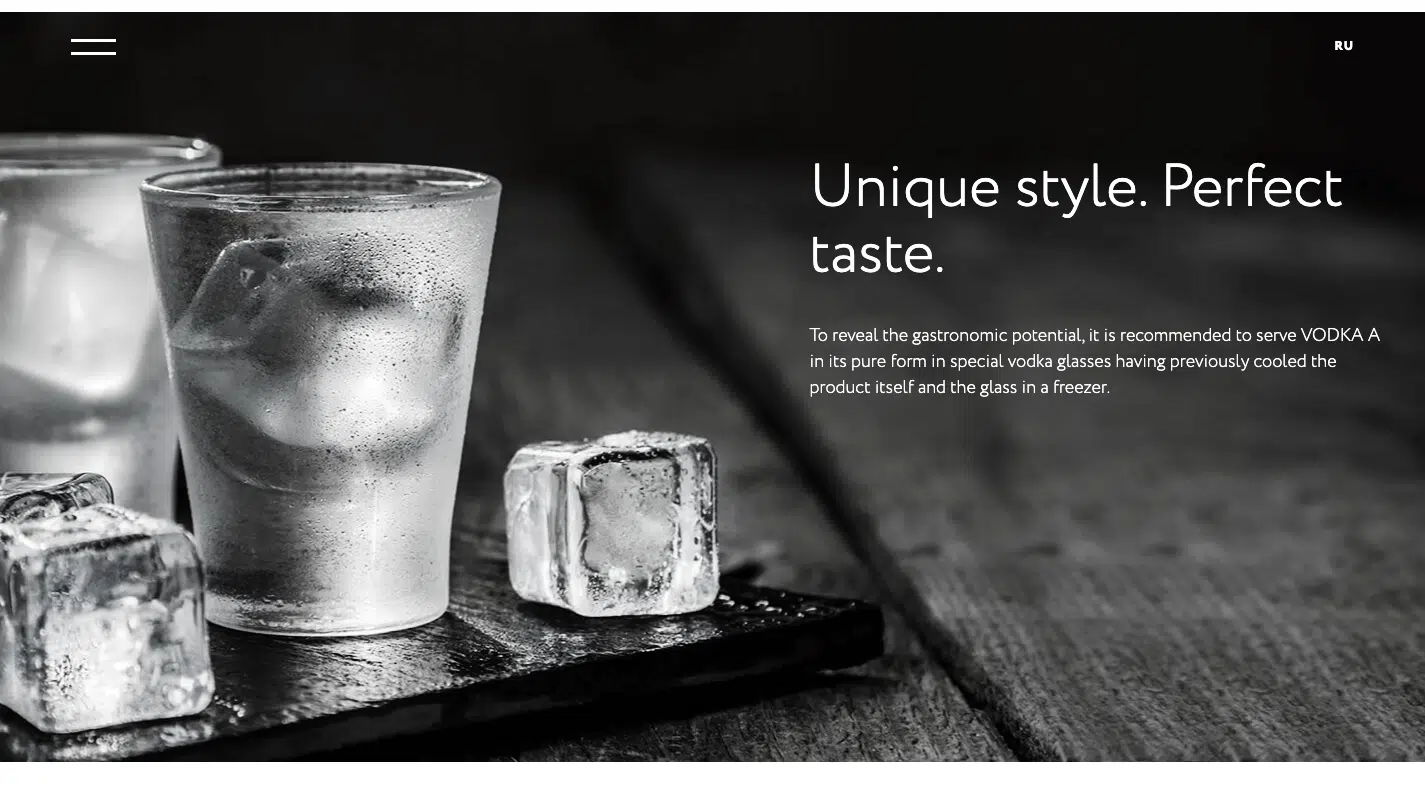 RU
Unique style. Perfect
taste.
To reveal the gastronomic potential, it is recommended to serve VODKA A
in its pure form in special vodka glasses having previously cooled the
product itself and the glass in a freezer.